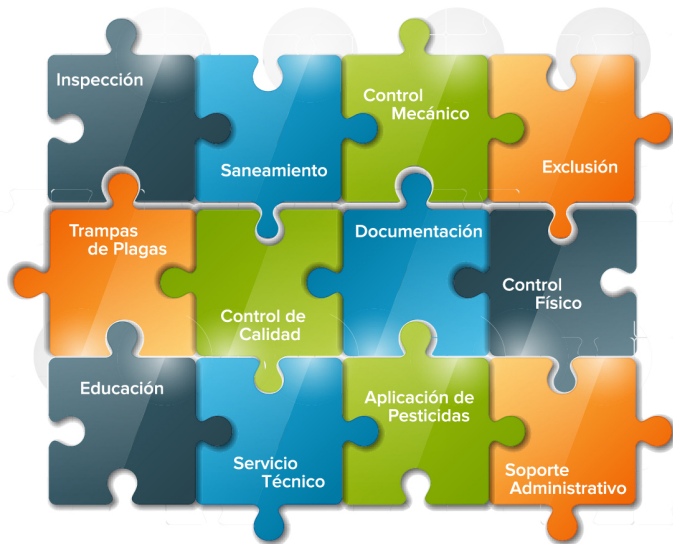 Inspección
Saneamiento
Control
Mecánico
Exclusión
Trampas
de Plagas
Control de
Calidad
Documentación
Control
Físico
Educación
Servicio
Técnico
Aplicación de
Pesticidas
Soporte
Administrativo